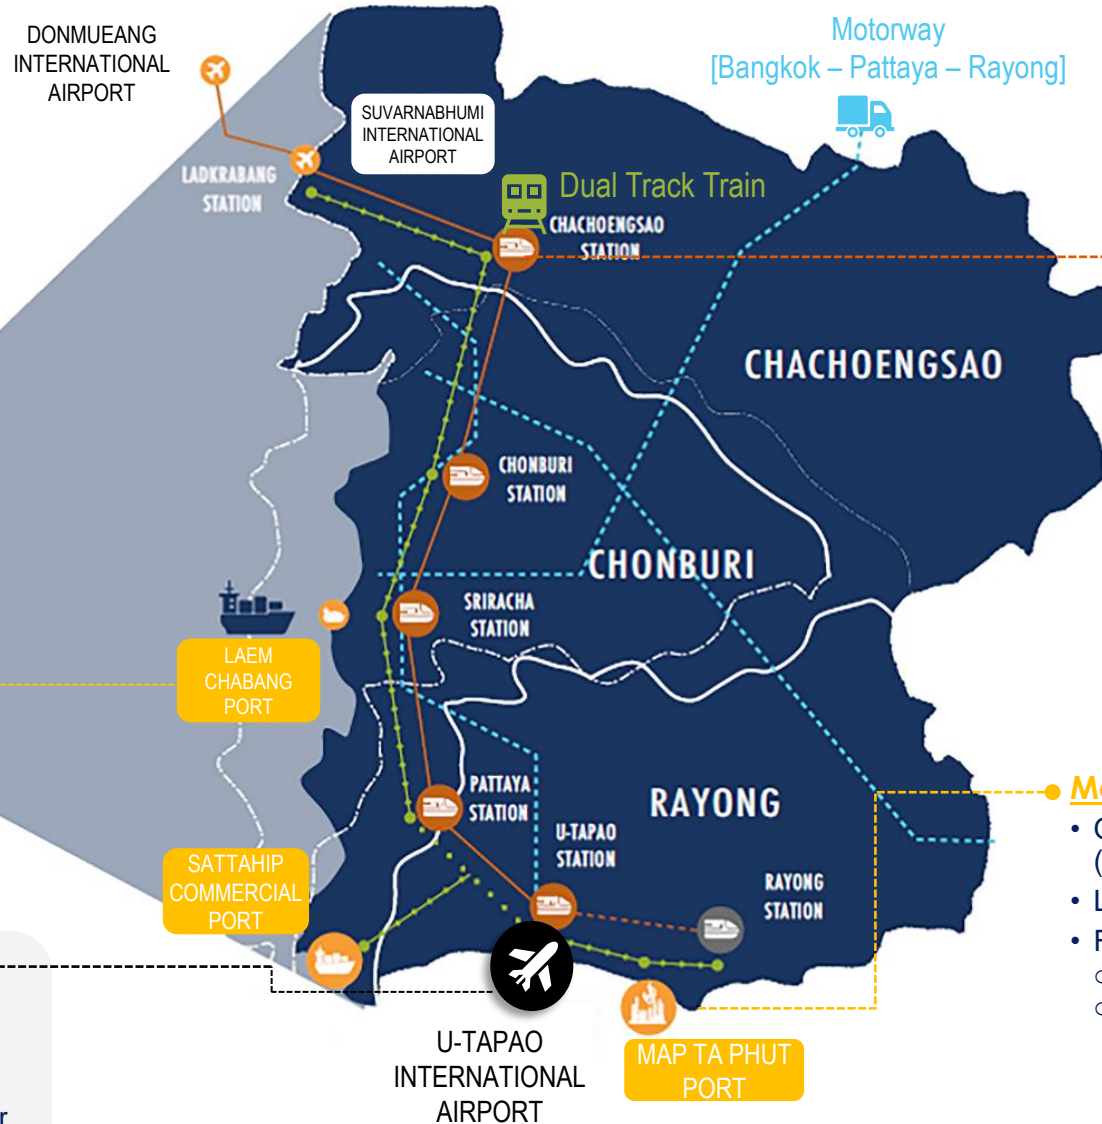 DONMUEANG
INTERNATIONAL
AIRPORT
Motorway
[Bangkok – Pattaya – Rayong]
SUVARNABHUMI
INTERNATIONAL
AIRPORT
LADKRABANG
STATION
Dual Track Train
CHACHOENGSAO
STATION
CHACHOENGSAO
CHONBURI
STATION
CHONBURI
SRIRACHA
STATION
LAEM
CHABANG
PORT
PATTAYA
STATION
RAYONG
U-TAPAO
STATION
SATTAHIP
COMMERCIAL
PORT
RAYONG
STATION
U-TAPAO
INTERNATIONAL
AIRPORT
MAP TA PHUT
PORT